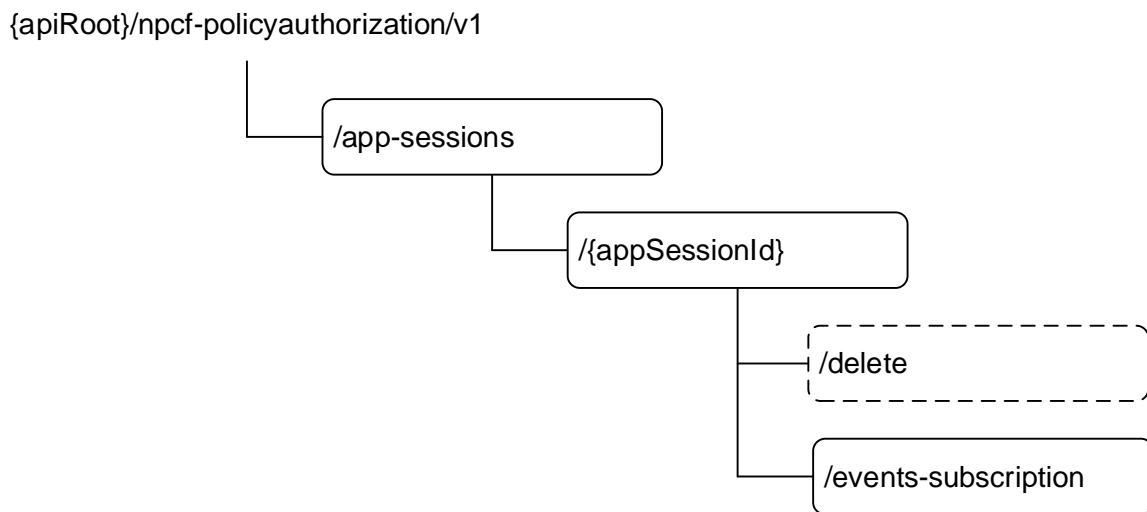 {apiRoot}/npcf-policyauthorization/v1
/app-sessions
/{appSessionId}
/delete
/events-subscription